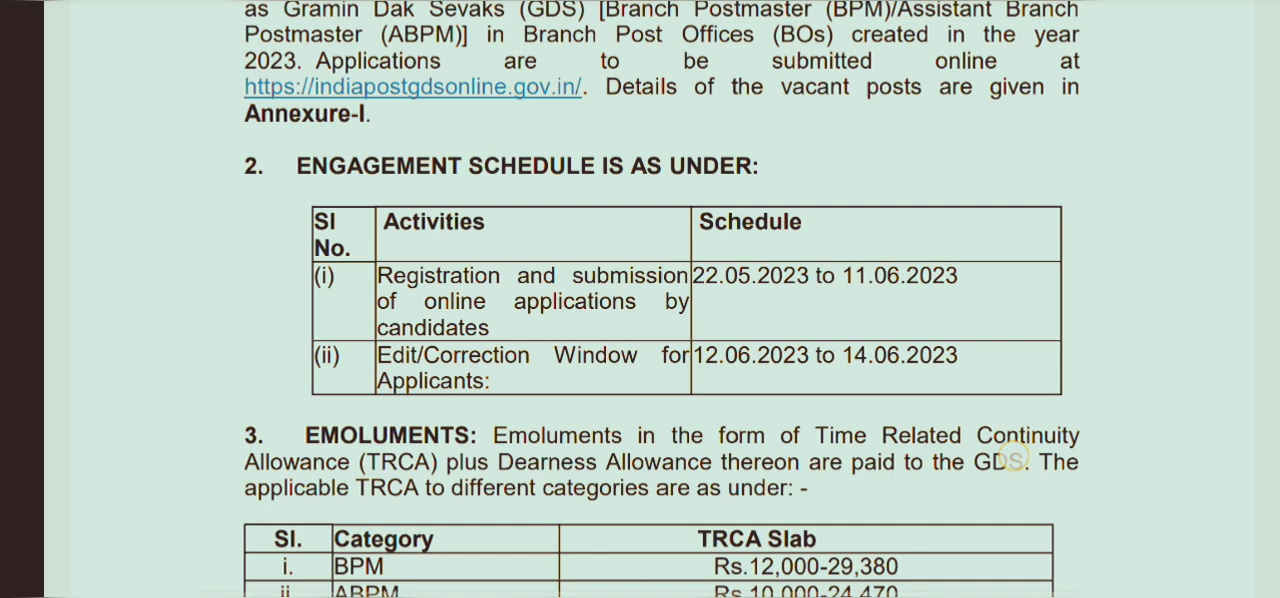 as Gramin Dak Sevaks (GDS) [Branch Postmaster (BPM)/Assistant Branch
Postmaster (ABPM)] in Branch Post Offices (BOs) created in the year
2023. Applications are to be submitted online at
https://indiapostgdsonline.gov.in/. Details of the vacant posts are given in
Annexure-I.
2. ENGAGEMENT SCHEDULE IS AS UNDER:
Sl Activities Schedule
No.
(i) Registration and submission 22.05.2023 to 11.06.2023
of online applications by
candidates
(ii) Edit/Correction Window for 12.06.2023 to 14.06.2023
Applicants:
3. EMOLUMENTS: Emoluments in the form of Time Related Continuity
Allowance (TRCA) plus Dearness Allowance thereon are paid to the GDS. The
applicable TRCA to different categories are as under: -
Sl. Category TRCA Slab
i. BPM Rs.12,000-29,380
ii. ABPM Rs.10,000-24,470